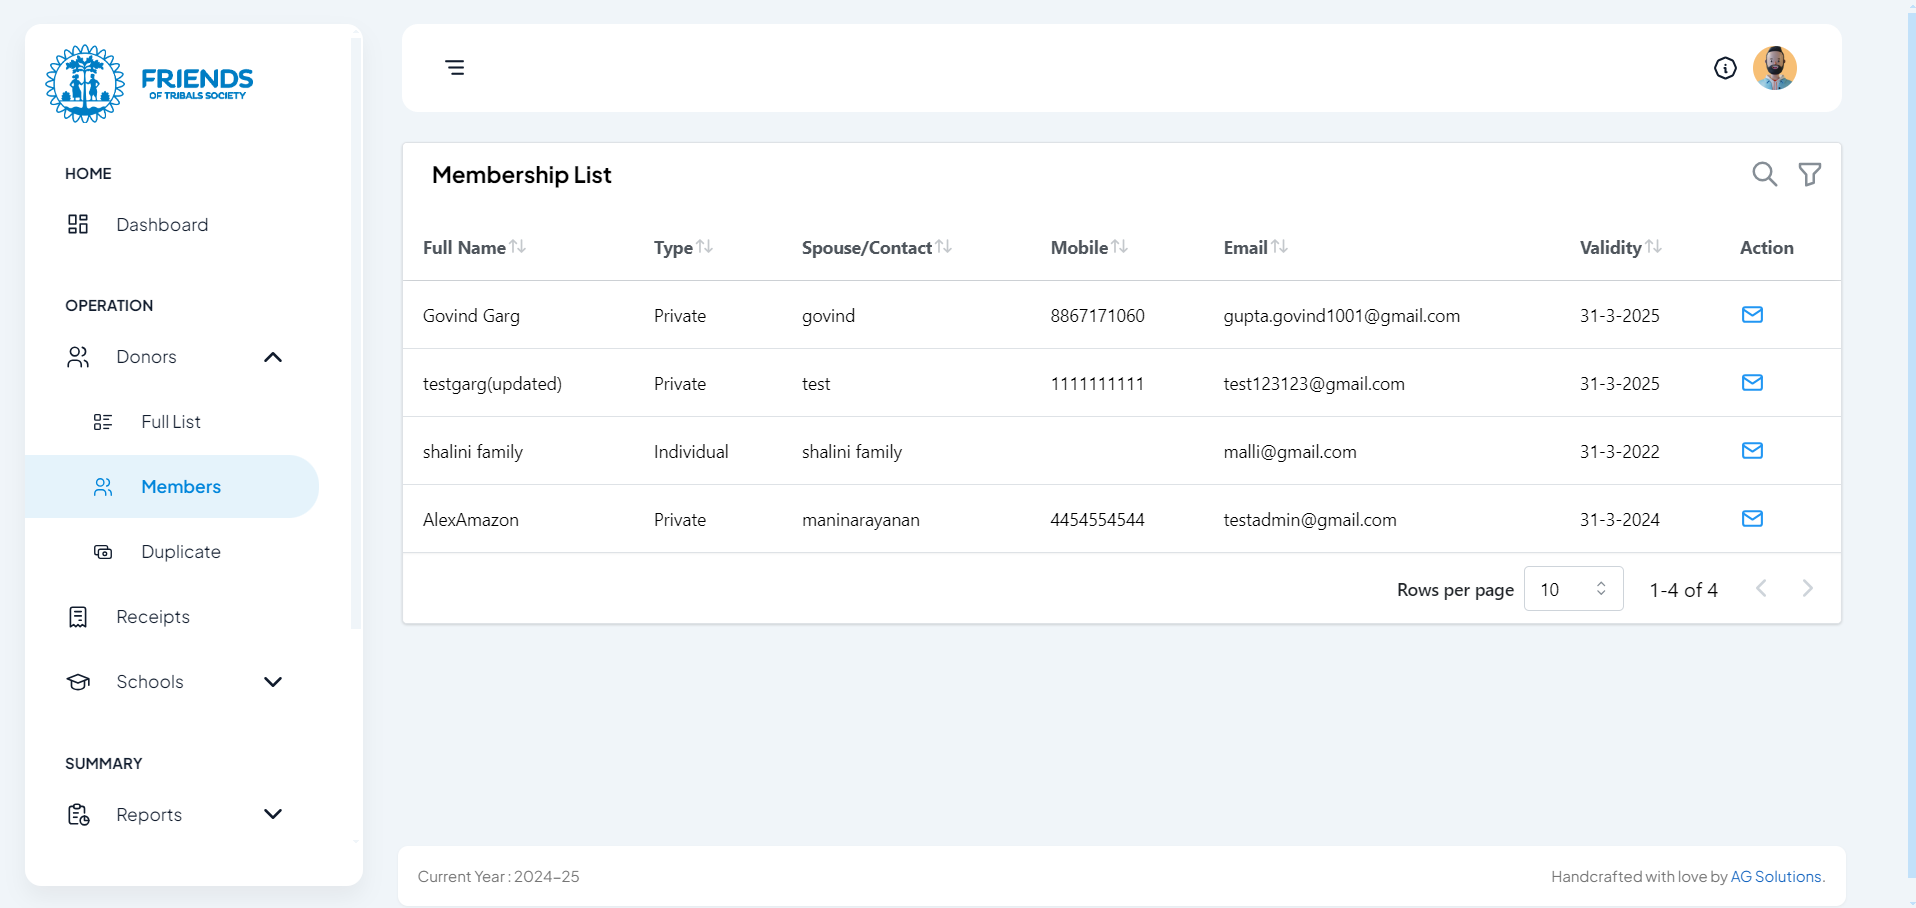 FRIENDS
OF TRIBALS SOCIETY
HOME
Dashboard
OPERATION
Donors
Full List
Members
Duplicate
Receipts
Schools
SUMMARY
Reports
Membership List
Full Name Type Spouse/Contact Mobile Email Validity Action
Govind Garg Private govind 8867171060 gupta.govind1001@gmail.com 31-3-2025
testgarg(updated) Private test 1111111111 test123123@gmail.com 31-3-2025
shalini family Individual shalini family malli@gmail.com 31-3-2022
AlexAmazon Private maninarayanan 4454554544 testadmin@gmail.com 31-3-2024
Rows per page 10 1-4 of 4
Current Year : 2024-25
Handcrafted with love by AG Solutions.